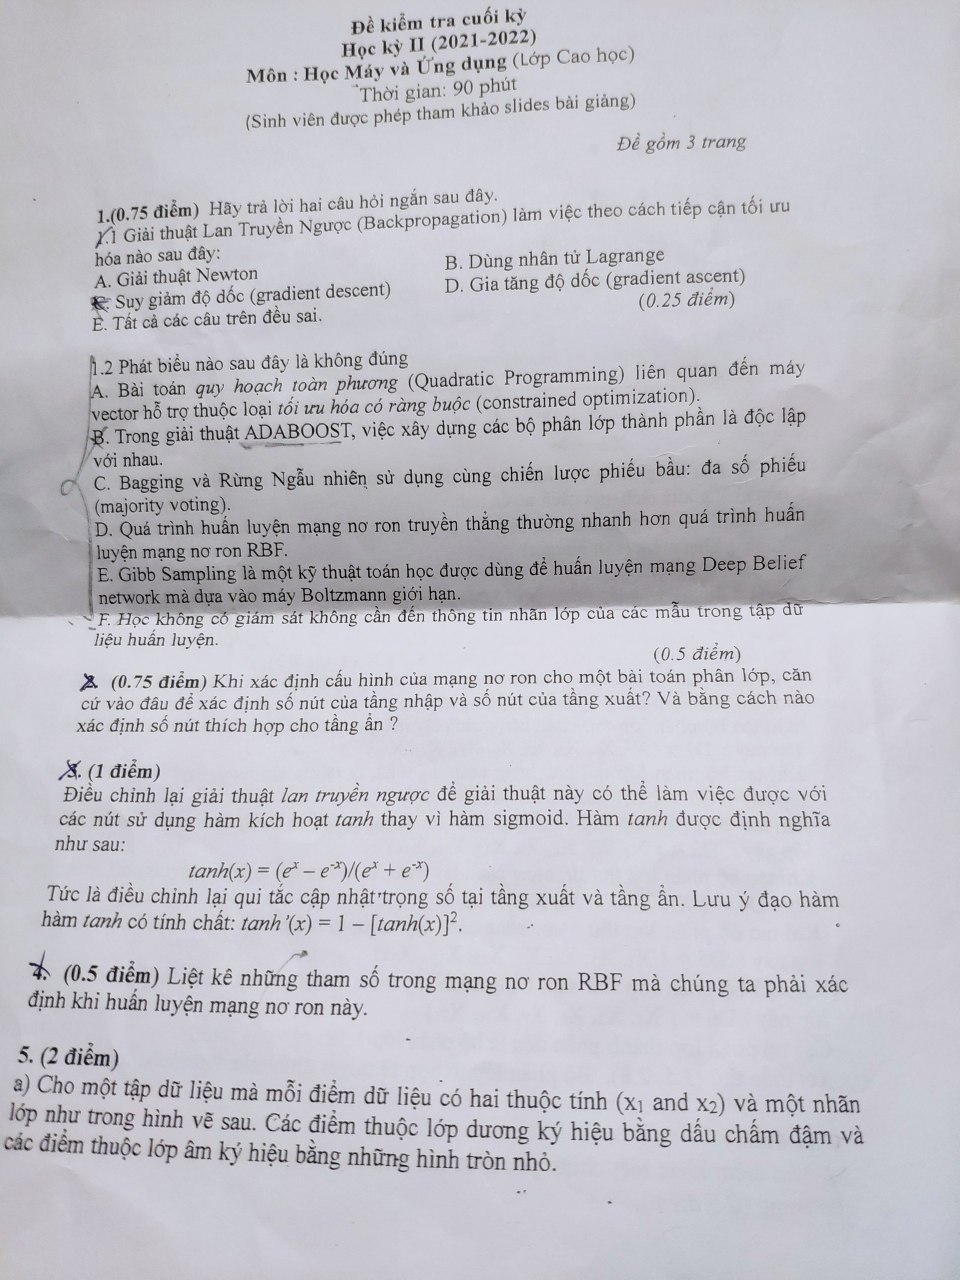 Đề kiểm tra cuối kỳ
Học kỳ II (2021-2022)
Môn : Học Máy và Ứng dụng (Lớp Cao học)
Thời gian: 90 phút
(Sinh viên được phép tham khảo slides bài giảng)
Đề gồm 3 trang
1.(0.75 điểm) Hãy trả lời hai câu hỏi ngắn sau đây.
1.1 Giải thuật Lan Truyền Ngược (Backpropagation) làm việc theo cách tiếp cận tối ưu
hóa nào sau đây:
A. Giải thuật Newton B. Dùng nhân tử Lagrange
C. Suy giảm độ dốc (gradient descent) D. Gia tăng độ dốc (gradient ascent)
E. Tất cả các câu trên đều sai. (0.25 điểm)
1.2 Phát biểu nào sau đây là không đúng
A. Bài toán quy hoạch toàn phương (Quadratic Programming) liên quan đến máy
vector hỗ trợ thuộc loại tối ưu hóa có ràng buộc (constrained optimization).
B. Trong giải thuật ADABOOST, việc xây dựng các bộ phân lớp thành phần là độc lập
với nhau.
C. Bagging và Rừng Ngẫu nhiên sử dụng cùng chiến lược phiếu bầu: đa số phiếu
(majority voting).
D. Quá trình huấn luyện mạng nơ ron truyền thẳng thường nhanh hơn quá trình huấn
luyện mạng nơ ron RBF.
E. Gibb Sampling là một kỹ thuật toán học được dùng để huấn luyện mạng Deep Belief
network mà dựa vào máy Boltzmann giới hạn.
F. Học không có giám sát không cần đến thông tin nhãn lớp của các mẫu trong tập dữ
liệu huấn luyện.
(0.5 điểm)
2. (0.75 điểm) Khi xác định cấu hình của mạng nơ ron cho một bài toán phân lớp, căn
cứ vào đâu để xác định số nút của tầng nhập và số nút của tầng xuất? Và bằng cách nào
xác định số nút thích hợp cho tầng ẩn ?
3. (1 điểm)
Điều chỉnh lại giải thuật lan truyền ngược để giải thuật này có thể làm việc được với
các nút sử dụng hàm kích hoạt tanh thay vì hàm sigmoid. Hàm tanh được định nghĩa
như sau:
tanh(x) = (eˣ – e⁻ˣ)/(eˣ + e⁻ˣ)
Tức là điều chỉnh lại qui tắc cập nhật trọng số tại tầng xuất và tầng ẩn. Lưu ý đạo hàm
hàm tanh có tính chất: tanh’(x) = 1 – [tanh(x)]².
4. (0.5 điểm) Liệt kê những tham số trong mạng nơ ron RBF mà chúng ta phải xác
định khi huấn luyện mạng nơ ron này.
5. (2 điểm)
a) Cho một tập dữ liệu mà mỗi điểm dữ liệu có hai thuộc tính (x₁ and x₂) và một nhãn
lớp như trong hình vẽ sau. Các điểm thuộc lớp dương ký hiệu bằng dấu chấm đậm và
các điểm thuộc lớp âm ký hiệu bằng những hình tròn nhỏ.